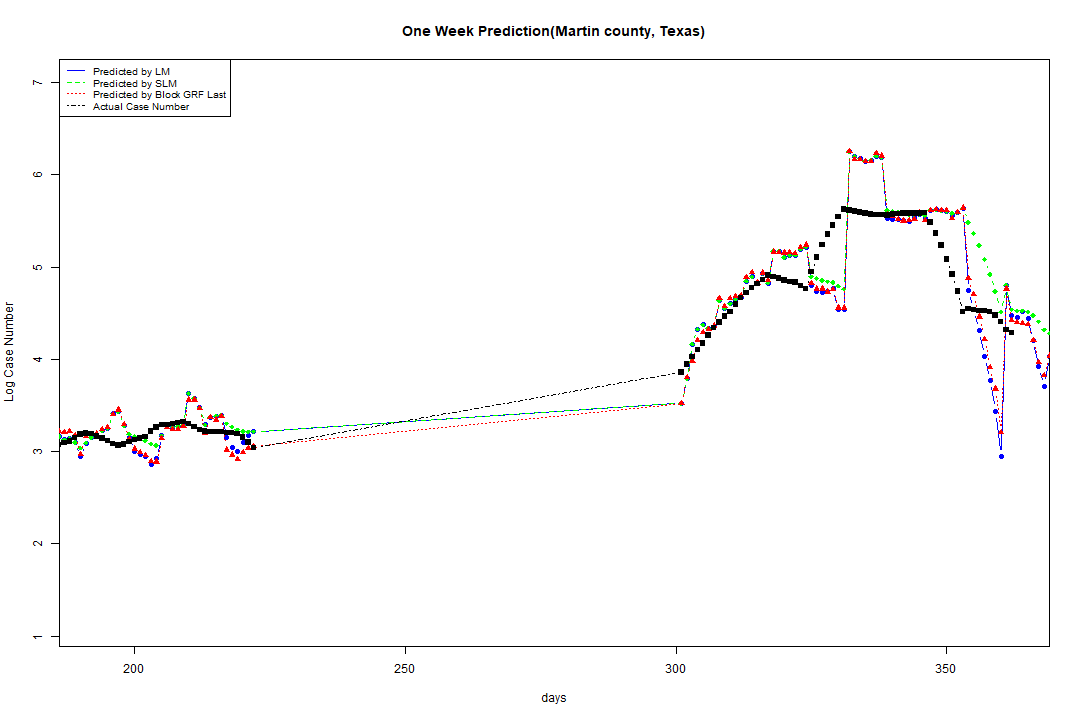 One Week Prediction(Martin county, Texas)
Predicted by LM
Predicted by SLM
Predicted by Block GRF Last
Actual Case Number
7
6
5
4
3
2
1
Log Case Number
200
250
300
350
days